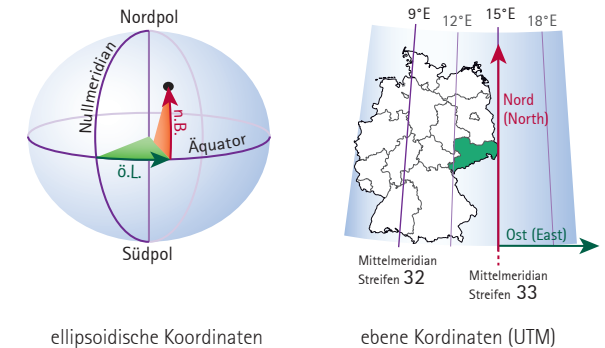 Nordpol
Nullmeridian
n.B.
Äquator
ö.L.
Südpol
ellipsoidische Koordinaten
9°E 12°E 15°E 18°E
Nord
(North)
Ost (East)
Mittelmeridian
Streifen 32
Mittelmeridian
Streifen 33
ebene Kordinaten (UTM)